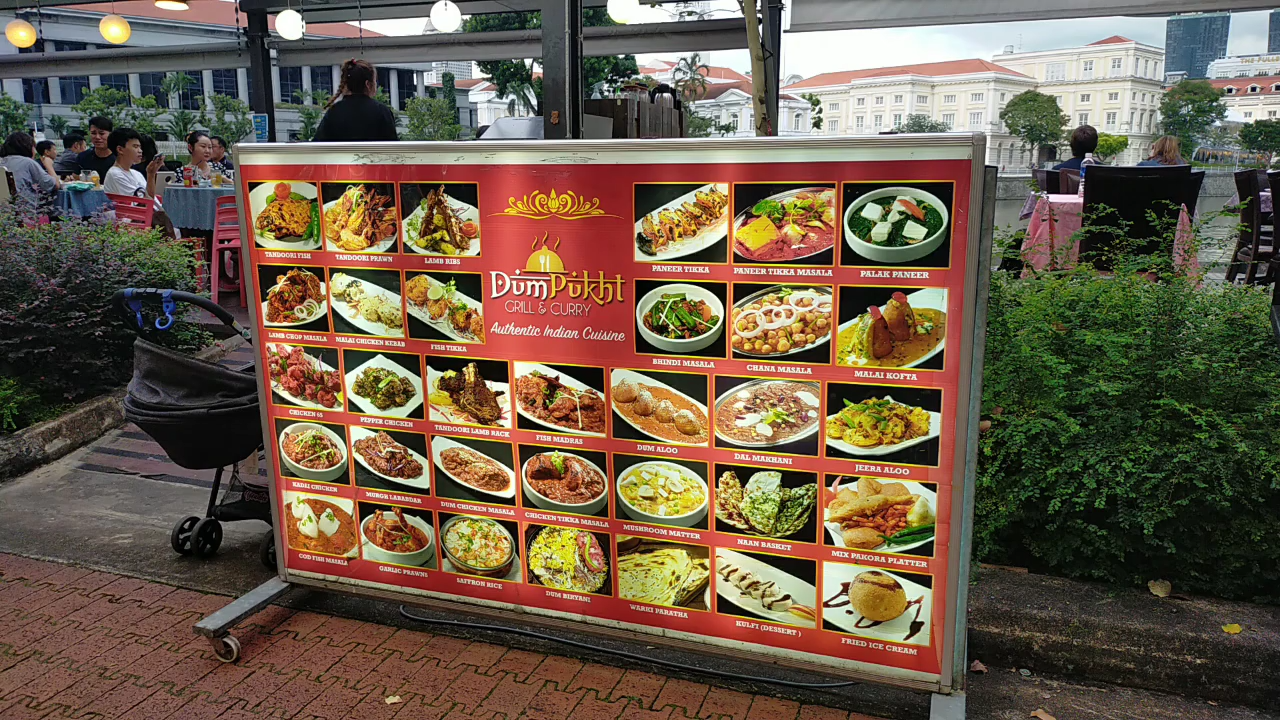 TANDOORI FISH
TANDOORI PRAWN
LAMB RIBS
DumPukht
GRILL & CURRY
Authentic Indian Cuisine
PANEER TIKKA
PANEER TIKKA MASALA
PALAK PANEER
LAMB CHOP MASALA
MALAI CHICKEN KEBAB
FISH TIKKA
BHINDI MASALA
CHANA MASALA
MALAI KOFTA
CHICKEN 65
PEPPER CHICKEN
TANDOORI LAMB RACK
FISH MADRAS
DUM ALOO
DAL MAKHANI
JEERA ALOO
KADAI CHICKEN
MURGH LABABDAR
DUM CHICKEN MASALA
CHICKEN TIKKA MASALA
MUSHROOM MATTER
NAAN BASKET
MIX PAKORA PLATTER
COD FISH MASALA
GARLIC PRAWNS
SAFFRON RICE
DUM BIRYANI
WARKI PARATHA
KULFI (DESSERT )
FRIED ICE CREAM